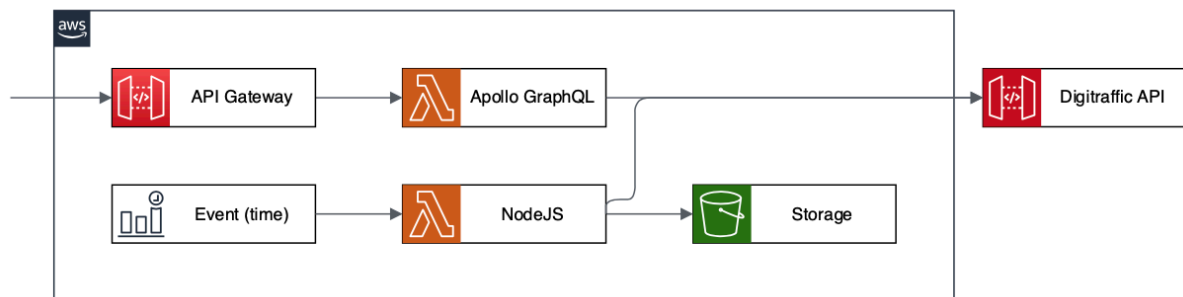 aws
API Gateway
Apollo GraphQL
Digitraffic API
Event (time)
NodeJS
Storage